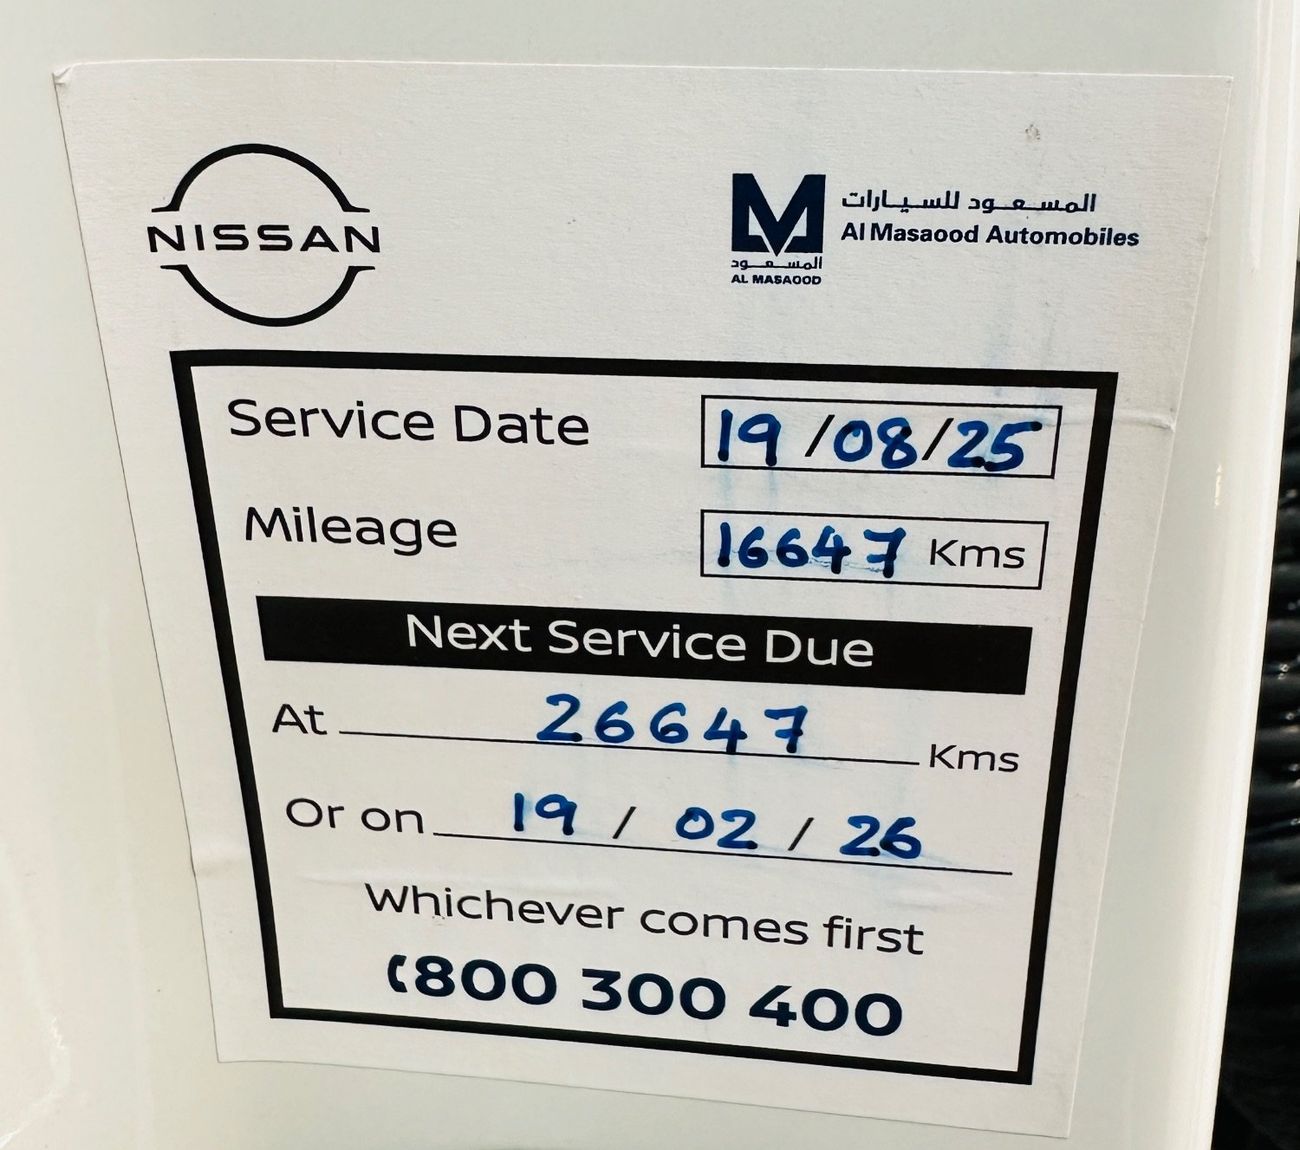 NISSAN
المسعود للسيارات
Al Masaood Automobiles
المسعود
AL MASAOOD
Service Date 19/08/25
Mileage 16647 Kms
Next Service Due
At 26647 Kms
Or on 19 / 02 / 26
Whichever comes first
800 300 400